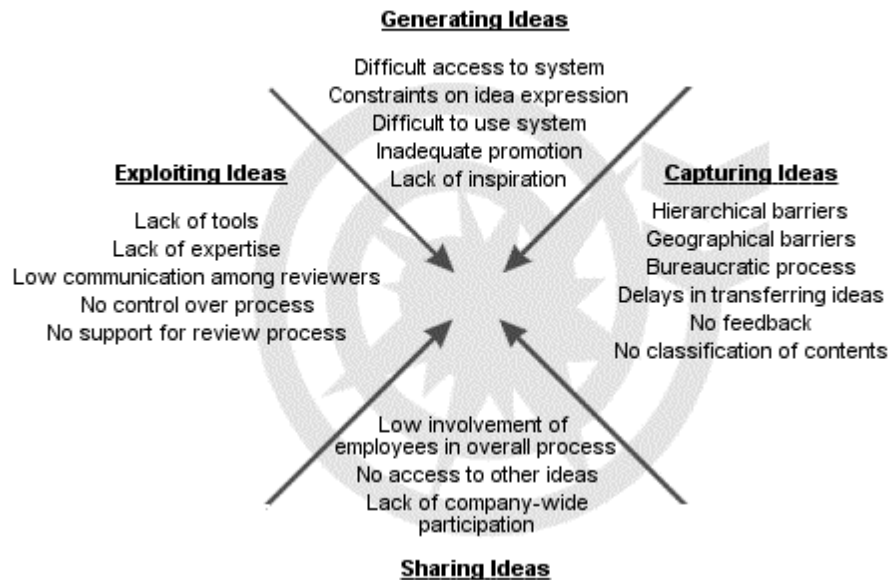 Generating Ideas
Difficult access to system
Constraints on idea expression
Difficult to use system
Inadequate promotion
Lack of inspiration
Exploiting Ideas
Lack of tools
Lack of expertise
Low communication among reviewers
No control over process
No support for review process
Capturing Ideas
Hierarchical barriers
Geographical barriers
Bureaucratic process
Delays in transferring ideas
No feedback
No classification of contents
Low involvement of
employees in overall process
No access to other ideas
Lack of company-wide
participation
Sharing Ideas